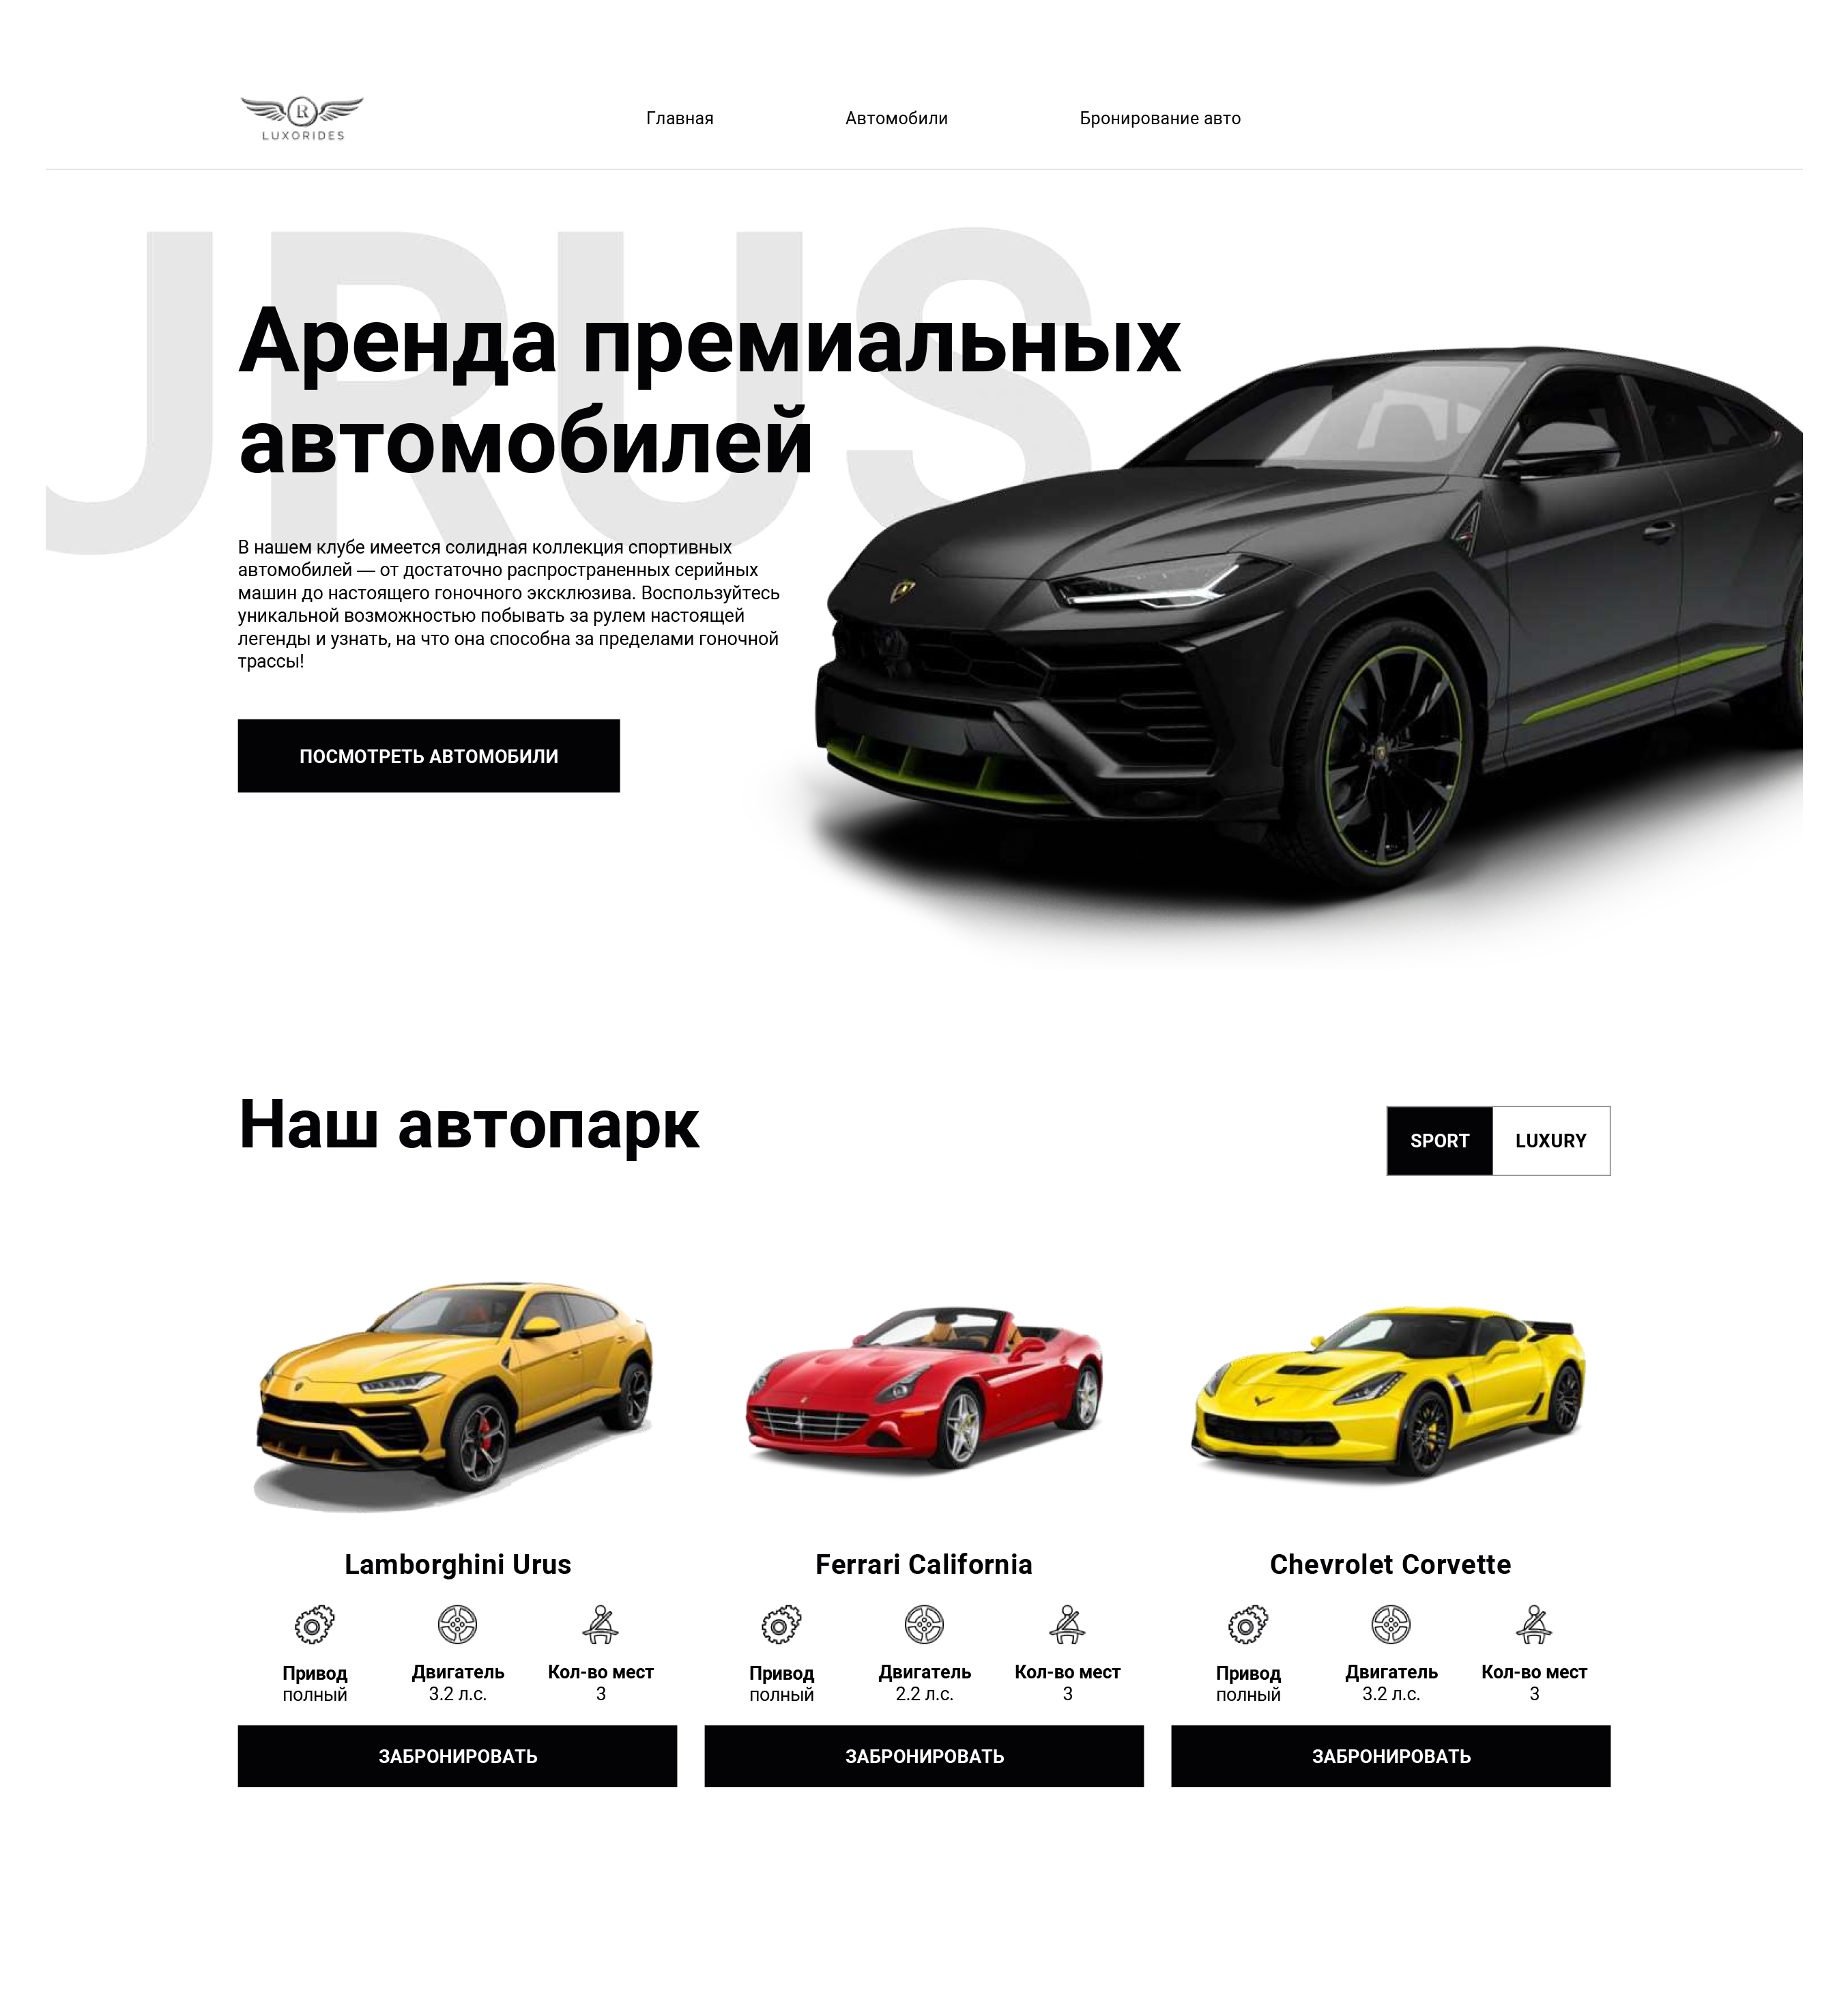 LUXORIDES
Главная
Автомобили
Бронирование авто
JRUS
Аренда премиальных
автомобилей
В нашем клубе имеется солидная коллекция спортивных
автомобилей — от достаточно распространенных серийных
машин до настоящего гоночного эксклюзива. Воспользуйтесь
уникальной возможностью побывать за рулем настоящей
легенды и узнать, на что она способна за пределами гоночной
трассы!
ПОСМОТРЕТЬ АВТОМОБИЛИ
Наш автопарк
SPORT
LUXURY
Lamborghini Urus
Привод
полный
Двигатель
3.2 л.с.
Кол-во мест
3
ЗАБРОНИРОВАТЬ
Ferrari California
Привод
полный
Двигатель
2.2 л.с.
Кол-во мест
3
ЗАБРОНИРОВАТЬ
Chevrolet Corvette
Привод
полный
Двигатель
3.2 л.с.
Кол-во мест
3
ЗАБРОНИРОВАТЬ